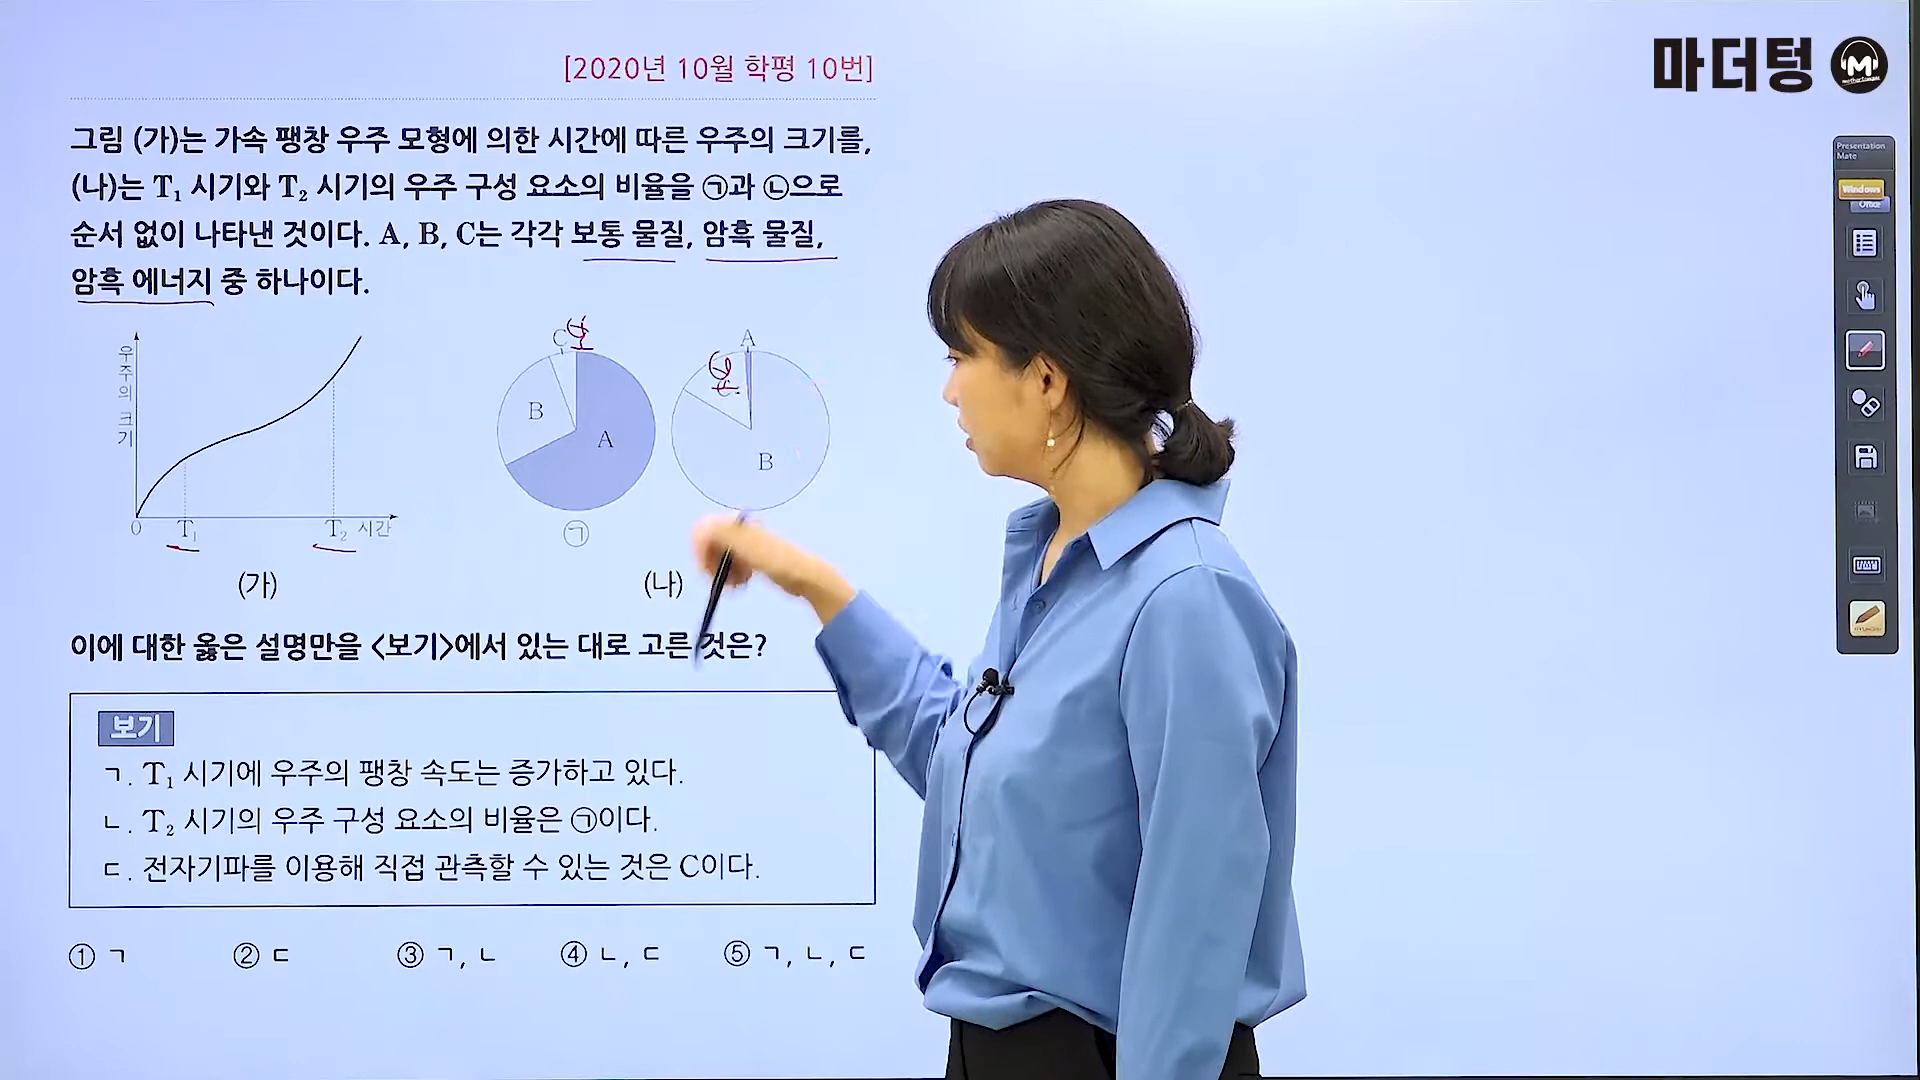 마더텅
M
[2020년 10월 학평 10번]
그림 (가)는 가속 팽창 우주 모형에 의한 시간에 따른 우주의 크기를,
(나)는 T₁ 시기와 T₂ 시기의 우주 구성 요소의 비율을 ㉠과 ㉡으로
순서 없이 나타낸 것이다. A, B, C는 각각 보통 물질, 암흑 물질,
암흑 에너지 중 하나이다.
우주의 크기
0
T₁
T₂ 시간
(가)
C
B
A
㉠
A
C
B
(나)
이에 대한 옳은 설명만을 <보기>에서 있는 대로 고른 것은?
보기
ㄱ. T₁ 시기에 우주의 팽창 속도는 증가하고 있다.
ㄴ. T₂ 시기의 우주 구성 요소의 비율은 ㉠이다.
ㄷ. 전자기파를 이용해 직접 관측할 수 있는 것은 C이다.
① ㄱ ② ㄷ ③ ㄱ, ㄴ ④ ㄴ, ㄷ ⑤ ㄱ, ㄴ, ㄷ
Presentation
Mate
Windows
Office